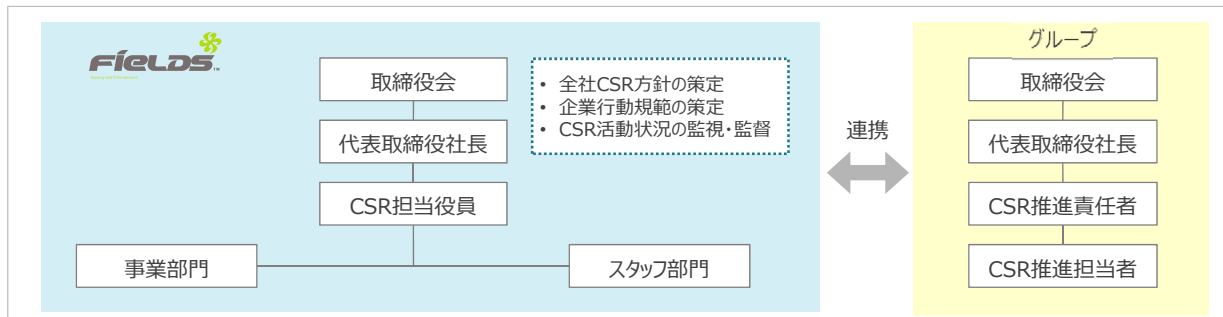 FIELDS
取締役会
代表取締役社長
CSR担当役員
事業部門
スタッフ部門
・ 全社CSR方針の策定
・ 企業行動規範の策定
・ CSR活動状況の監視・監督
連携
グループ
取締役会
代表取締役社長
CSR推進責任者
CSR推進担当者